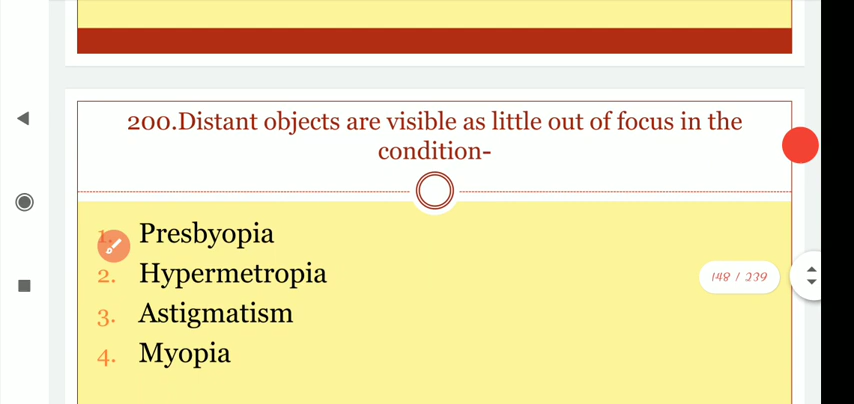 200.Distant objects are visible as little out of focus in the
condition-
1. Presbyopia
2. Hypermetropia
3. Astigmatism
4. Myopia
148 / 239